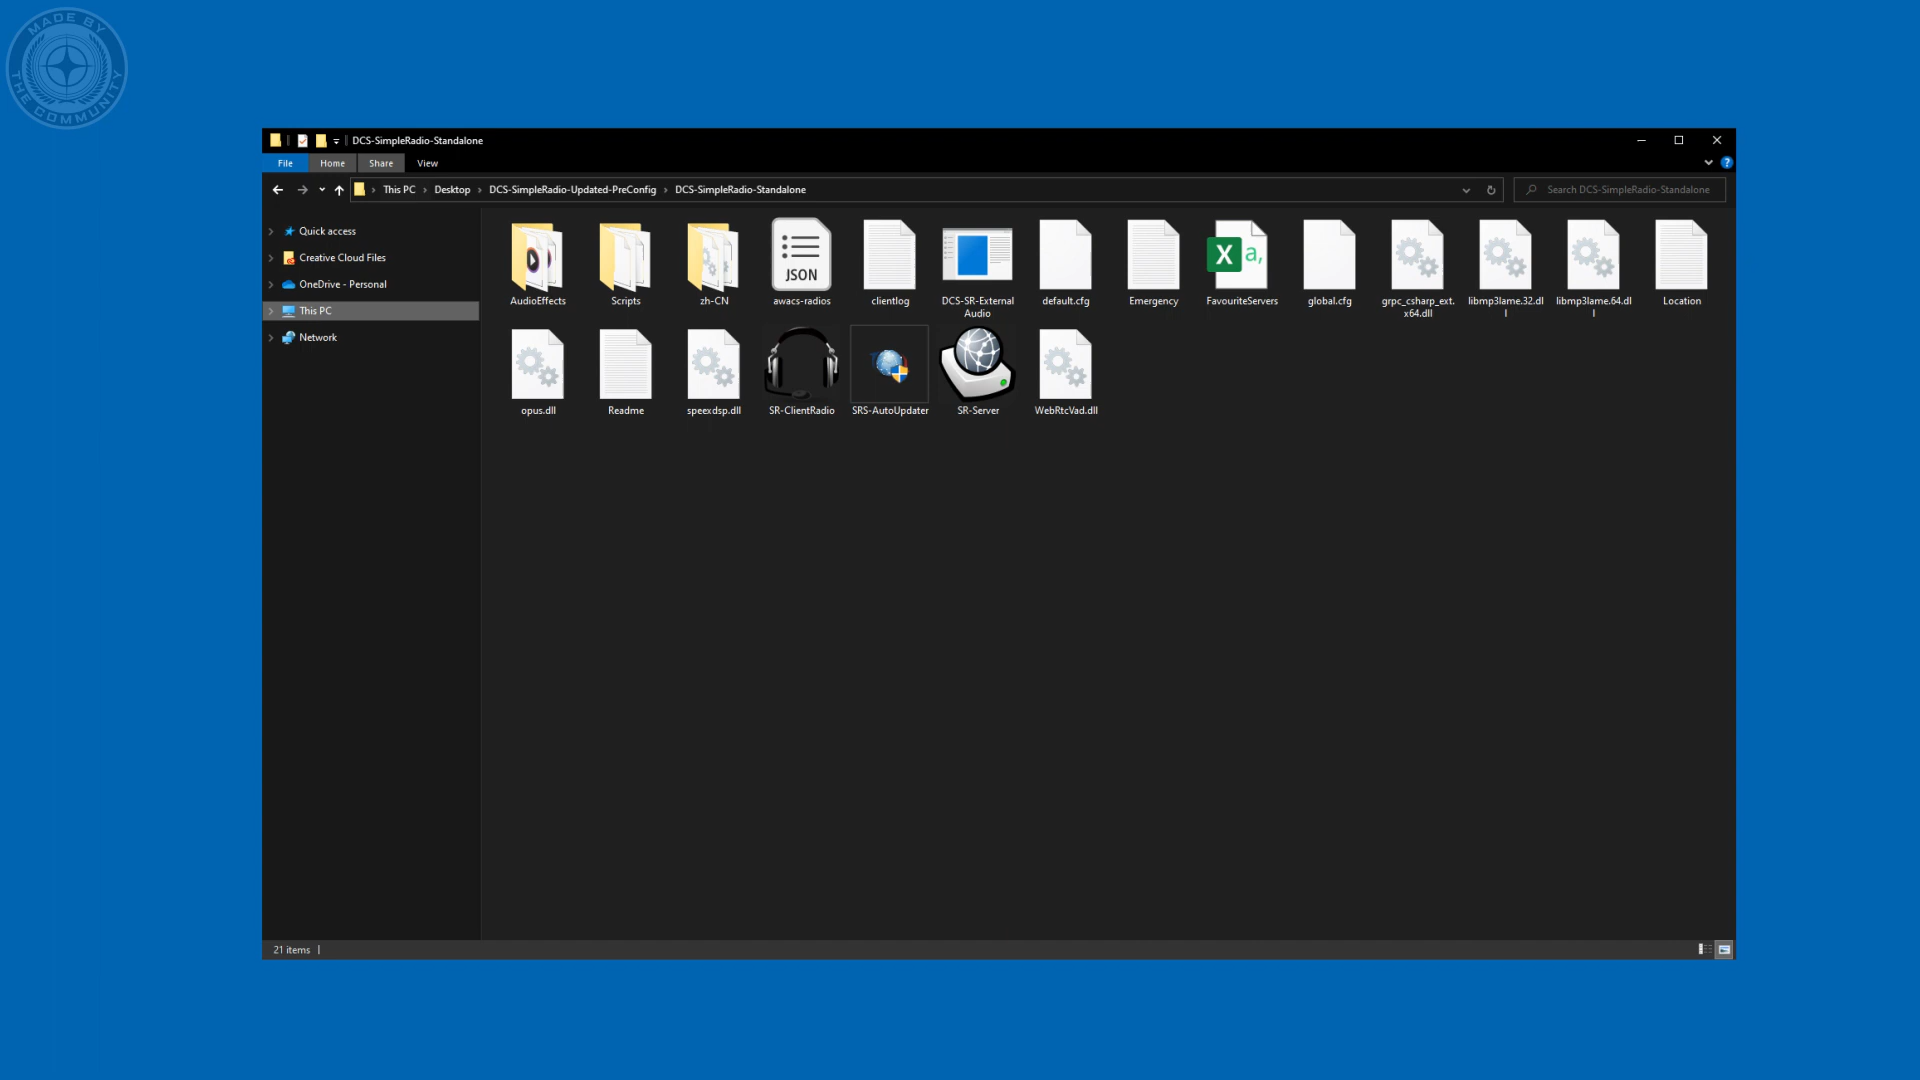 MADE BY
THE COMMUNITY
DCS-SimpleRadio-Standalone
File Home Share View
This PC Desktop DCS-SimpleRadio-Updated-PreConfig DCS-SimpleRadio-Standalone
Search DCS-SimpleRadio-Standalone
Quick access
Creative Cloud Files
OneDrive - Personal
This PC
Network
JSON
X a,
AudioEffects Scripts zh-CN awacs-radios clientlog DCS-SR-External default.cfg Emergency FavouriteServers global.cfg grpc_csharp_ext. libmp3lame.32.dl libmp3lame.64.dl Location
Audio x64.dll l l
opus.dll Readme speexdsp.dll SR-ClientRadio SRS-AutoUpdater SR-Server WebRtcVad.dll
21 items